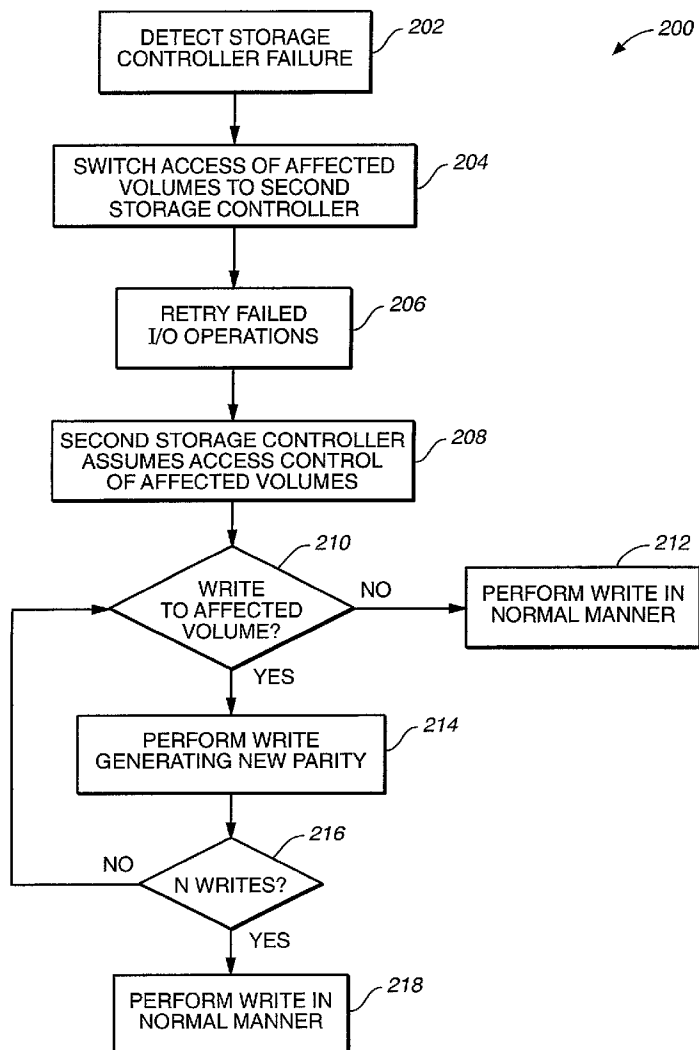 DETECT STORAGE
CONTROLLER FAILURE
202
200
SWITCH ACCESS OF AFFECTED
VOLUMES TO SECOND
STORAGE CONTROLLER
204
RETRY FAILED
I/O OPERATIONS
206
SECOND STORAGE CONTROLLER
ASSUMES ACCESS CONTROL
OF AFFECTED VOLUMES
208
210
WRITE
TO AFFECTED
VOLUME?
NO
212
PERFORM WRITE IN
NORMAL MANNER
YES
PERFORM WRITE
GENERATING NEW PARITY
214
216
NO
N WRITES?
YES
PERFORM WRITE IN
NORMAL MANNER
218